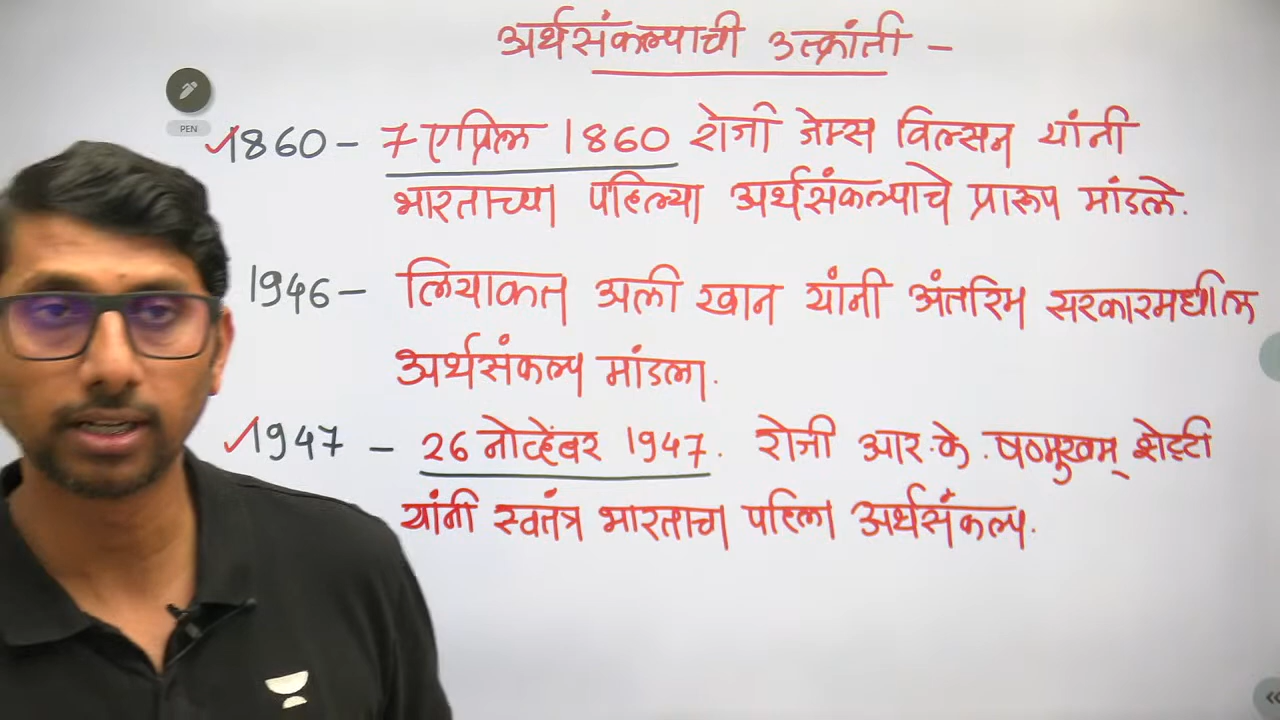 अर्थसंकल्पाची उत्क्रांती -
PEN
1860 - 7 एप्रिल 1860 रोजी जेम्स विल्सन यांनी
भारताच्या पहिल्या अर्थसंकल्पाचे प्रारूप मांडले.
1946 - लियाकत अली खान यांनी अंतरिम सरकारमधील
अर्थसंकल्प मांडला.
1947 - 26 नोव्हेंबर 1947. रोजी आर.के. षण्मुखम् शेट्टी
यांनी स्वतंत्र भारताचा पहिला अर्थसंकल्प.